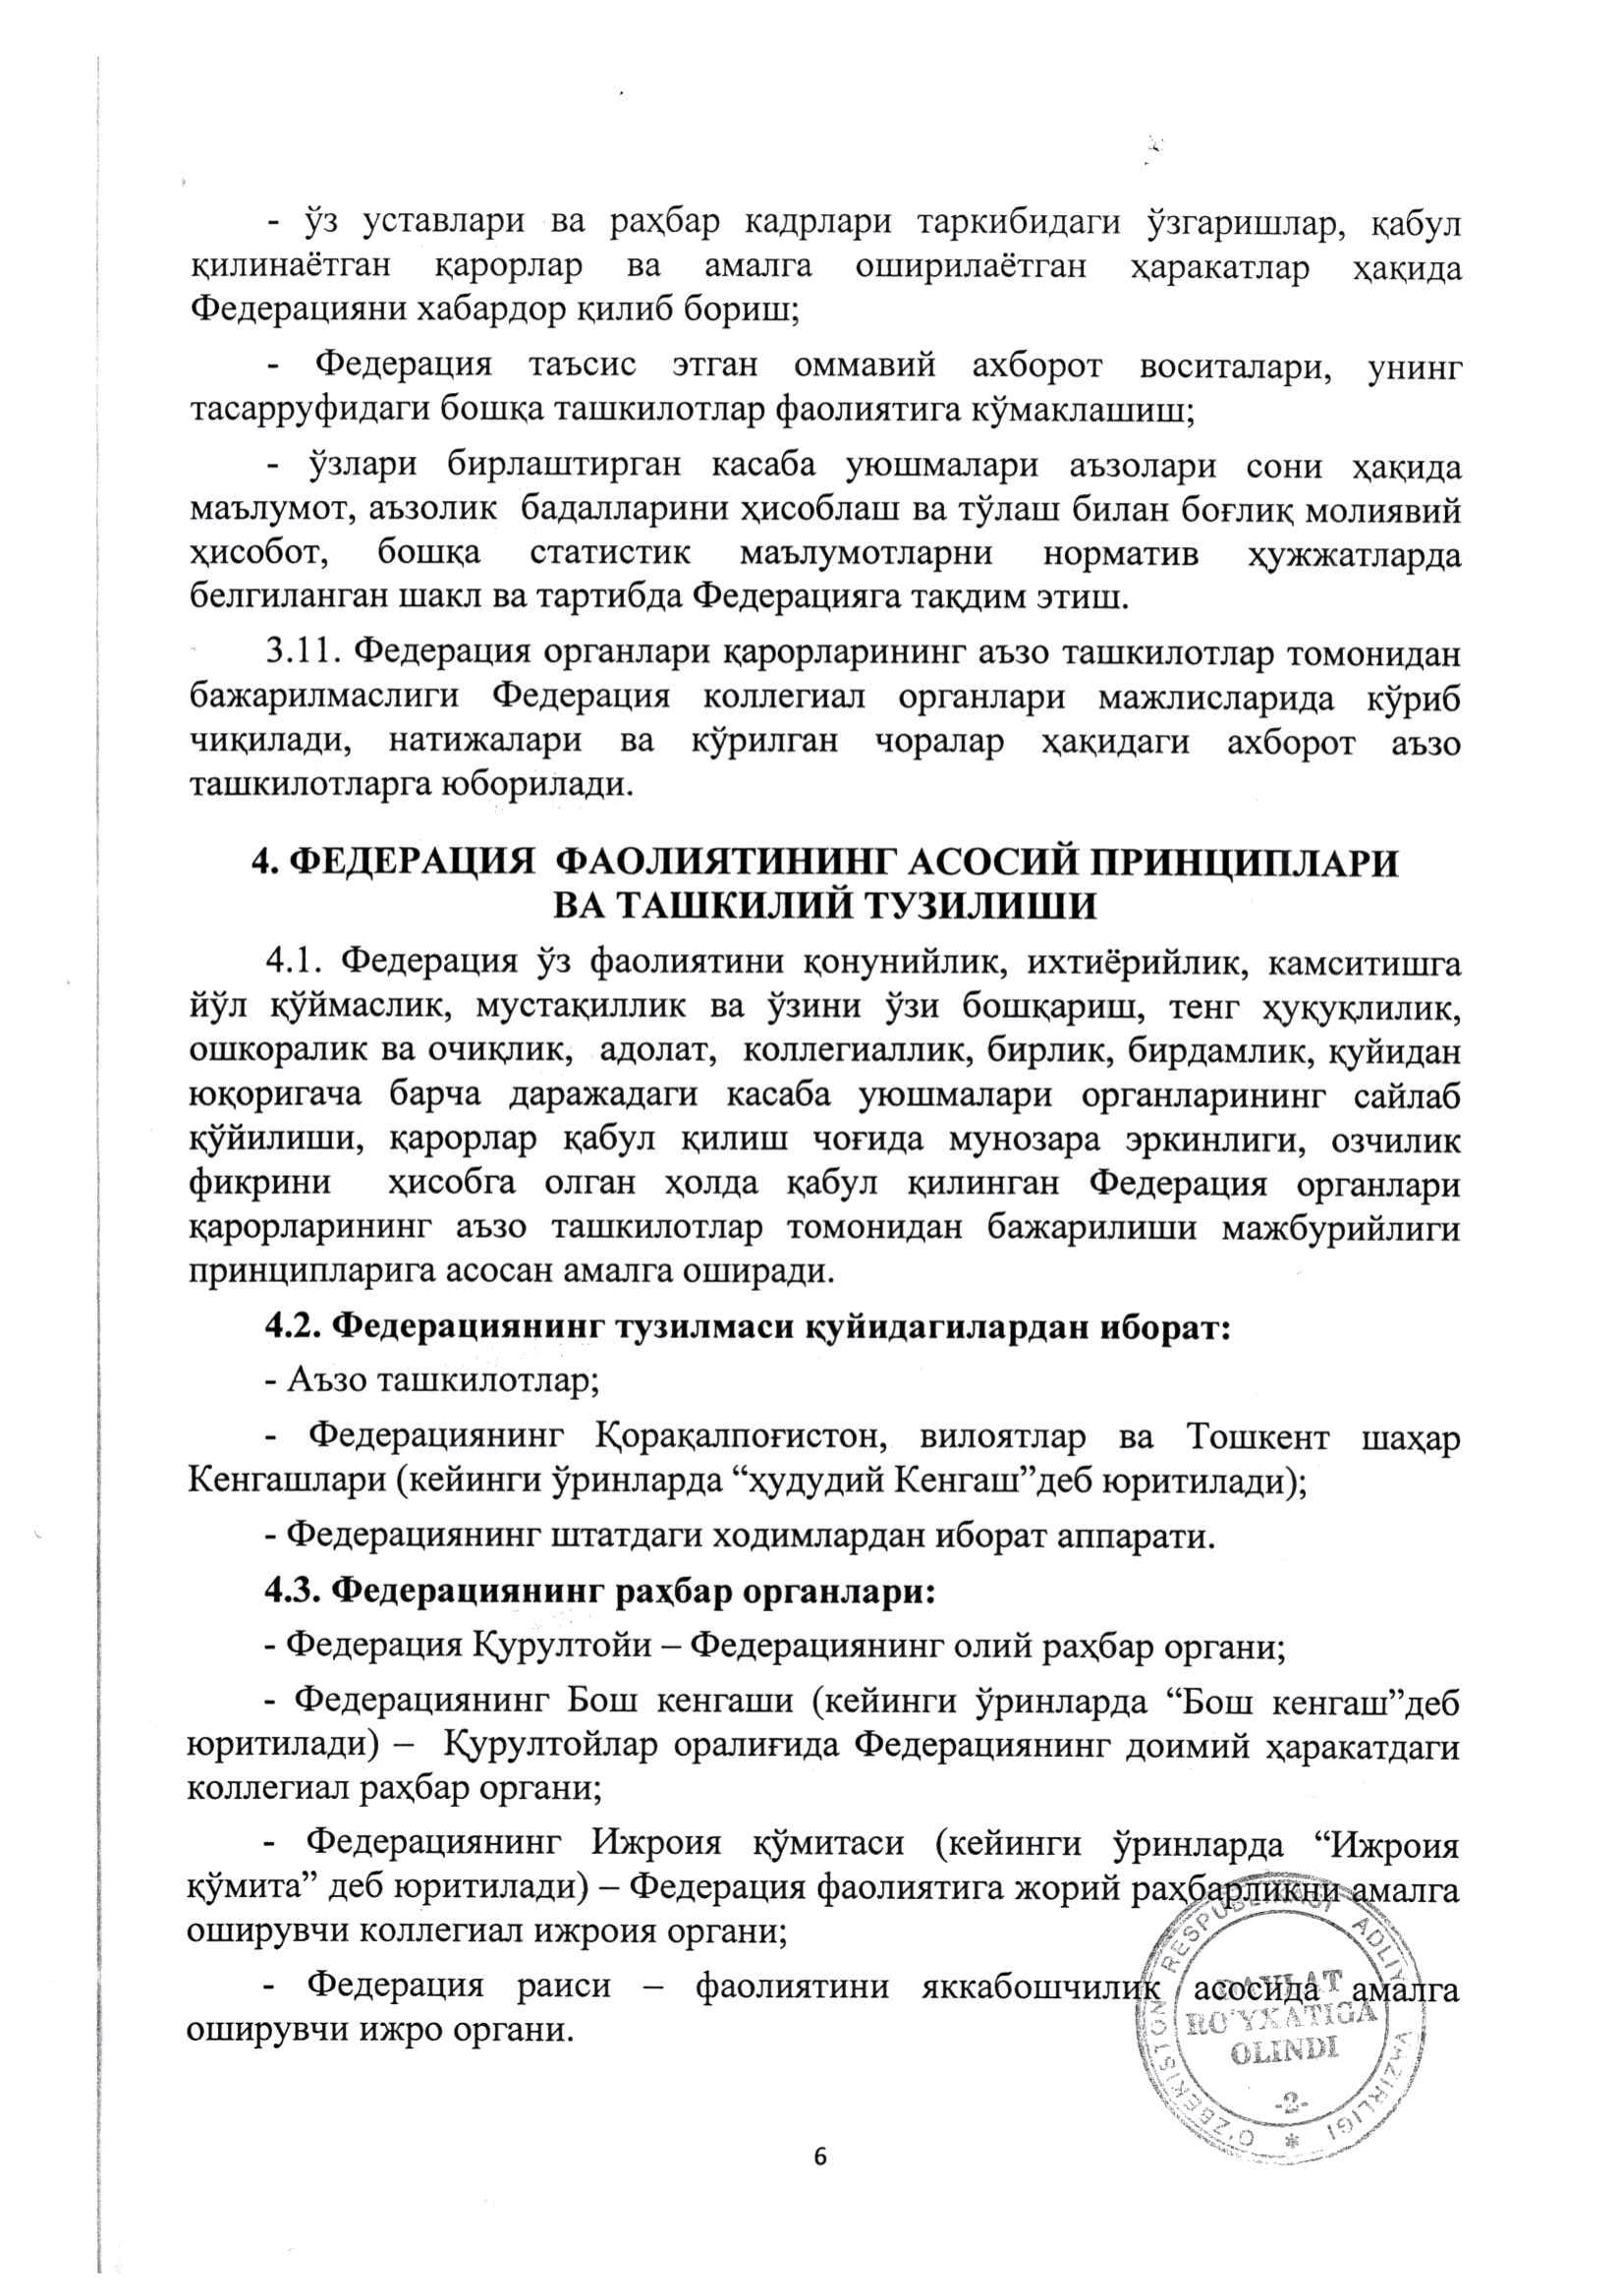 - ўз уставлари ва раҳбар кадрлари таркибидаги ўзгаришлар, қабул
қилинаётган қарорлар ва амалга оширилаётган ҳаракатлар ҳақида
Федерацияни хабардор қилиб бориш;
- Федерация таъсис этган оммавий ахборот воситалари, унинг
тасарруфидаги бошқа ташкилотлар фаолиятига кўмаклашиш;
- ўзлари бирлаштирган касаба уюшмалари аъзолари сони ҳақида
маълумот, аъзолик бадалларини ҳисоблаш ва тўлаш билан боғлиқ молиявий
ҳисобот, бошқа статистик маълумотларни норматив ҳужжатларда
белгиланган шакл ва тартибда Федерацияга тақдим этиш.
3.11. Федерация органлари қарорларининг аъзо ташкилотлар томонидан
бажарилмаслиги Федерация коллегиал органлари мажлисларида кўриб
чиқилади, натижалари ва кўрилган чоралар ҳақидаги ахборот аъзо
ташкилотларга юборилади.
4. ФЕДЕРАЦИЯ ФАОЛИЯТИНИНГ АСОСИЙ ПРИНЦИПЛАРИ
ВА ТАШКИЛИЙ ТУЗИЛИШИ
4.1. Федерация ўз фаолиятини қонунийлик, ихтиёрийлик, камситишга
йўл қўймаслик, мустақиллик ва ўзини ўзи бошқариш, тенг ҳуқуқлилик,
ошкоралик ва очиқлик, адолат, коллегиаллик, бирлик, бирдамлик, қуйидан
юқоригача барча даражадаги касаба уюшмалари органларининг сайлаб
қўйилиши, қарорлар қабул қилиш чоғида мунозара эркинлиги, озчилик
фикрини ҳисобга олган ҳолда қабул қилинган Федерация органлари
қарорларининг аъзо ташкилотлар томонидан бажарилиши мажбурийлиги
принципларига асосан амалга оширади.
4.2. Федерациянинг тузилмаси қуйидагилардан иборат:
- Аъзо ташкилотлар;
- Федерациянинг Қорақалпоғистон, вилоятлар ва Тошкент шаҳар
Кенгашлари (кейинги ўринларда “ҳудудий Кенгаш”деб юритилади);
- Федерациянинг штатдаги ходимлардан иборат аппарати.
4.3. Федерациянинг раҳбар органлари:
- Федерация Қурултойи – Федерациянинг олий раҳбар органи;
- Федерациянинг Бош кенгаши (кейинги ўринларда “Бош кенгаш”деб
юритилади) – Қурултойлар оралиғида Федерациянинг доимий ҳаракатдаги
коллегиал раҳбар органи;
- Федерациянинг Ижроия қўмитаси (кейинги ўринларда “Ижроия
қўмита” деб юритилади) – Федерация фаолиятига жорий раҳбарликни амалга
оширувчи коллегиал ижроия органи;
- Федерация раиси – фаолиятини яккабошчилик асосида амалга
оширувчи ижро органи.
O'ZBEKISTON RESPUBLIKASI ADLIYA VAZIRLIGI *
DAVLAT
RO'YXATIGA
OLINDI
-2-
6